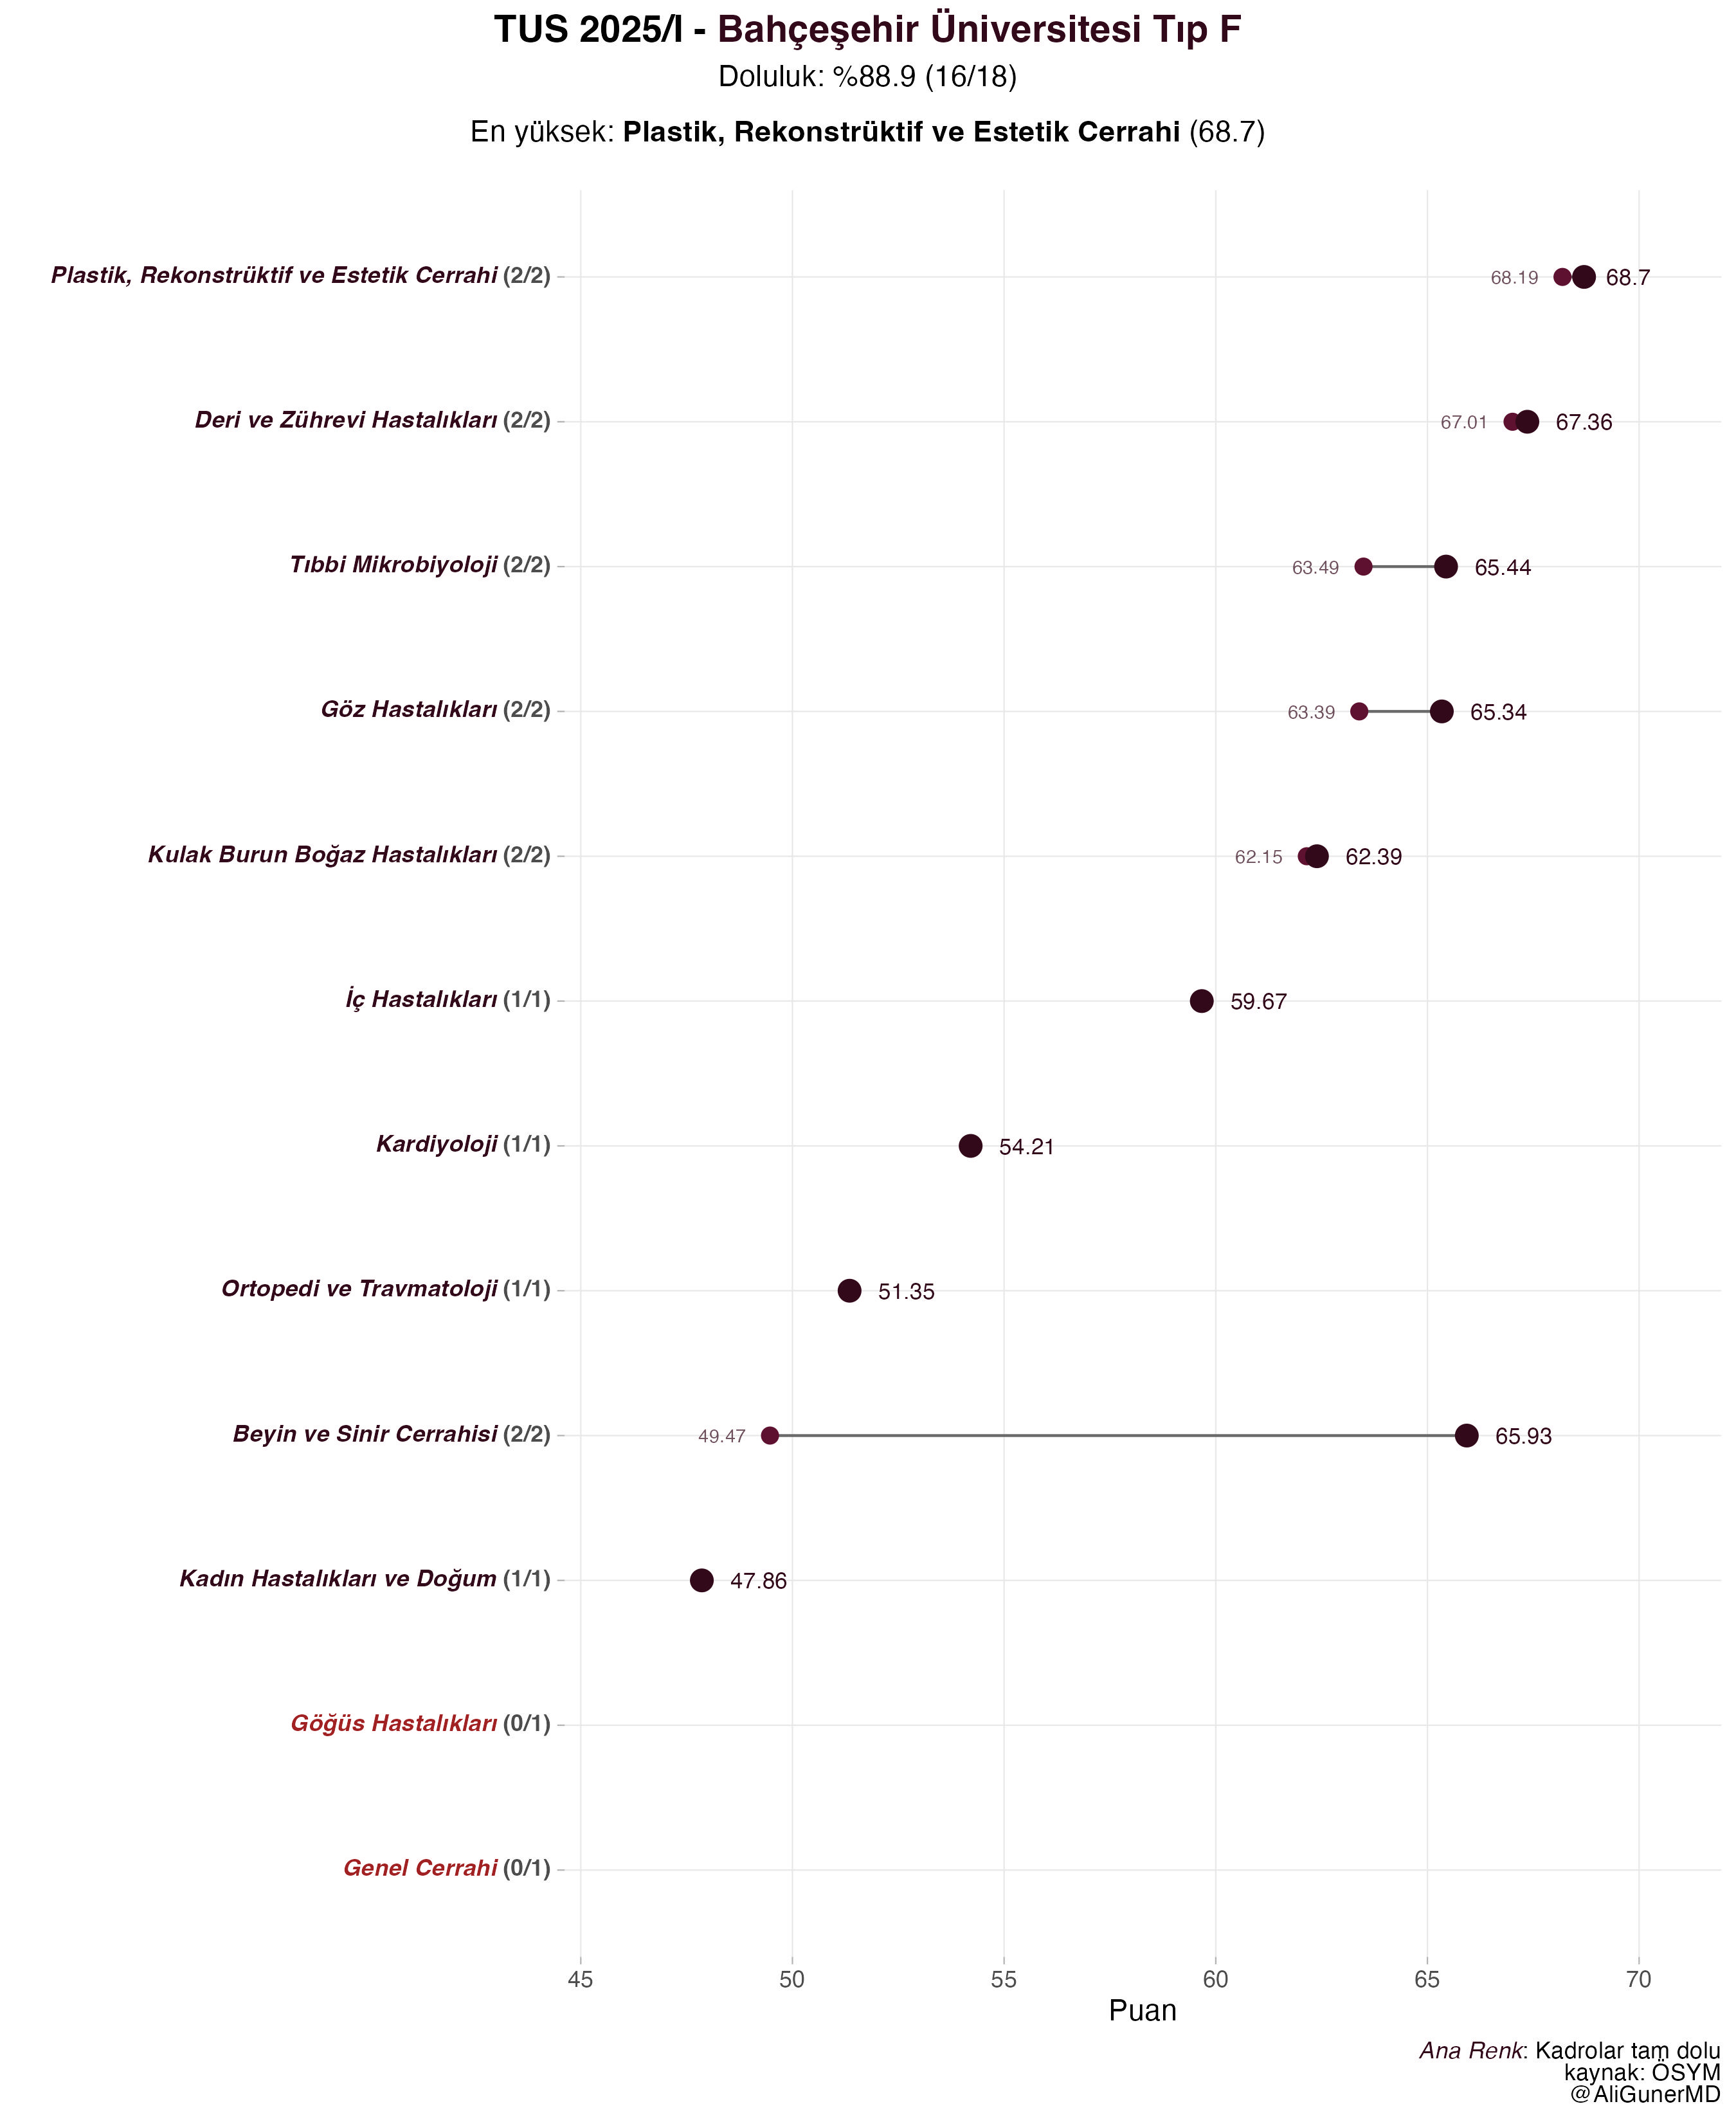 TUS 2025/I - Bahçeşehir Üniversitesi Tıp F
Doluluk: %88.9 (16/18)
En yüksek: Plastik, Rekonstrüktif ve Estetik Cerrahi (68.7)
Plastik, Rekonstrüktif ve Estetik Cerrahi (2/2) 68.19 68.7
Deri ve Zührevi Hastalıkları (2/2) 67.01 67.36
Tıbbi Mikrobiyoloji (2/2) 63.49 65.44
Göz Hastalıkları (2/2) 63.39 65.34
Kulak Burun Boğaz Hastalıkları (2/2) 62.15 62.39
İç Hastalıkları (1/1) 59.67
Kardiyoloji (1/1) 54.21
Ortopedi ve Travmatoloji (1/1) 51.35
Beyin ve Sinir Cerrahisi (2/2) 49.47 65.93
Kadın Hastalıkları ve Doğum (1/1) 47.86
Göğüs Hastalıkları (0/1)
Genel Cerrahi (0/1)
45 50 55 60 65 70
Puan
Ana Renk: Kadrolar tam dolu
kaynak: ÖSYM
@AliGunerMD